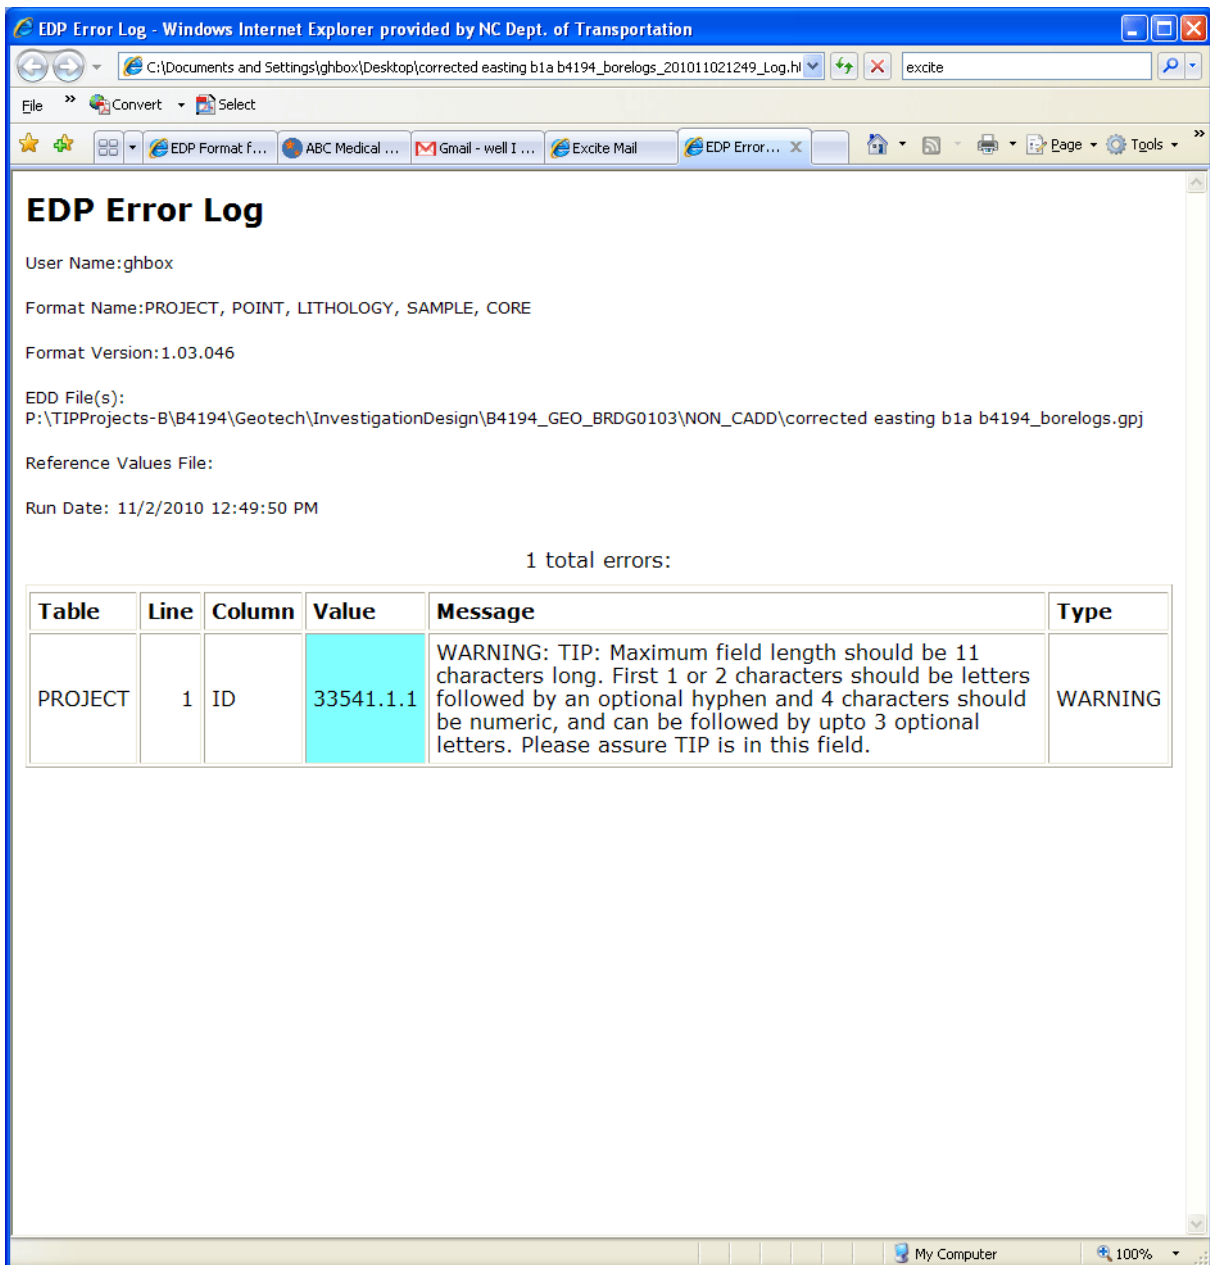 EDP Error Log - Windows Internet Explorer provided by NC Dept. of Transportation
C:\Documents and Settings\ghbox\Desktop\corrected easting b1a b4194_borelogs_201011021249_Log.hl
excite
File » Convert Select
EDP Format f... ABC Medical ... Gmail - well I ... Excite Mail EDP Error... X Page Tools »
EDP Error Log
User Name:ghbox
Format Name:PROJECT, POINT, LITHOLOGY, SAMPLE, CORE
Format Version:1.03.046
EDD File(s):
P:\TIPProjects-B\B4194\Geotech\InvestigationDesign\B4194_GEO_BRDG0103\NON_CADD\corrected easting b1a b4194_borelogs.gpj
Reference Values File:
Run Date: 11/2/2010 12:49:50 PM
1 total errors:
Table Line Column Value Message Type
PROJECT 1 ID 33541.1.1 WARNING: TIP: Maximum field length should be 11
characters long. First 1 or 2 characters should be letters
followed by an optional hyphen and 4 characters should
be numeric, and can be followed by upto 3 optional
letters. Please assure TIP is in this field.
WARNING
My Computer 100%